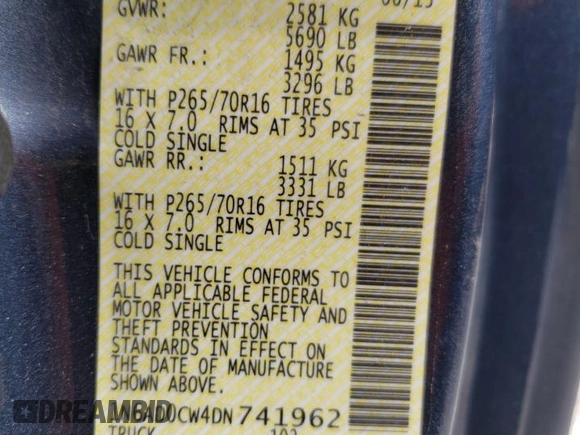 GVWR: 2581 KG
5690 LB
GAWR FR.: 1495 KG
3296 LB
WITH P265/70R16 TIRES
16 X 7.0 RIMS AT 35 PSI
COLD SINGLE
GAWR RR.: 1511 KG
3331 LB
WITH P265/70R16 TIRES
16 X 7.0 RIMS AT 35 PSI
COLD SINGLE
THIS VEHICLE CONFORMS TO
ALL APPLICABLE FEDERAL
MOTOR VEHICLE SAFETY AND
THEFT PREVENTION
STANDARDS IN EFFECT ON
THE DATE OF MANUFACTURE
SHOWN ABOVE.
741962
TRUCK
DREAMBID